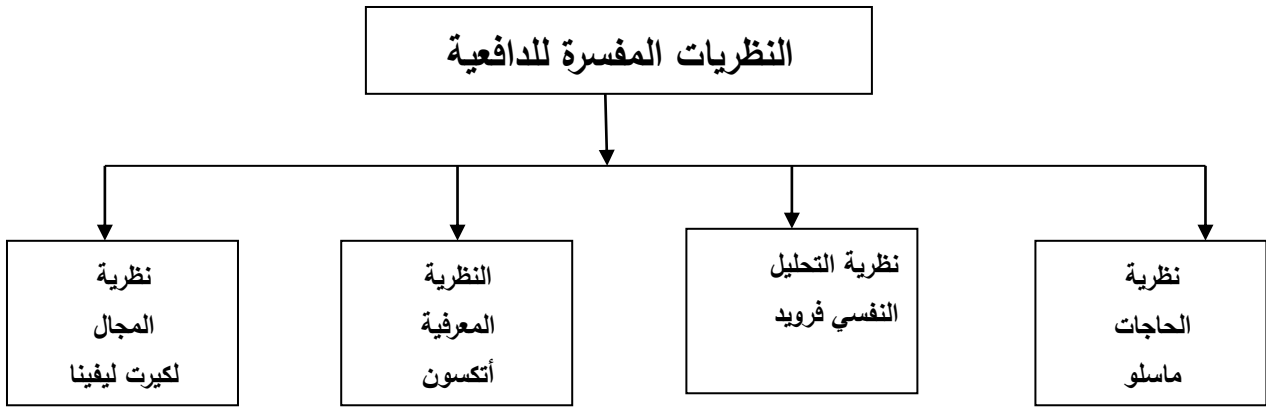 النظريات المفسرة للدافعية
نظرية
الحاجات
ماسلو
نظرية التحليل
النفسي فرويد
النظرية
المعرفية
أتكسون
نظرية
المجال
لكيرت ليفينا